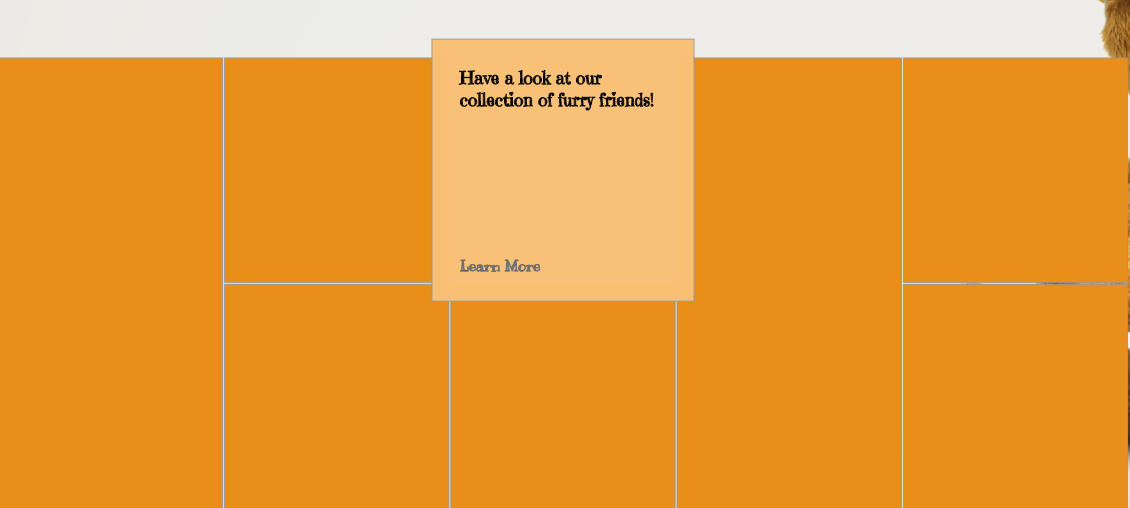 Have a look at our
collection of furry friends!
Learn More